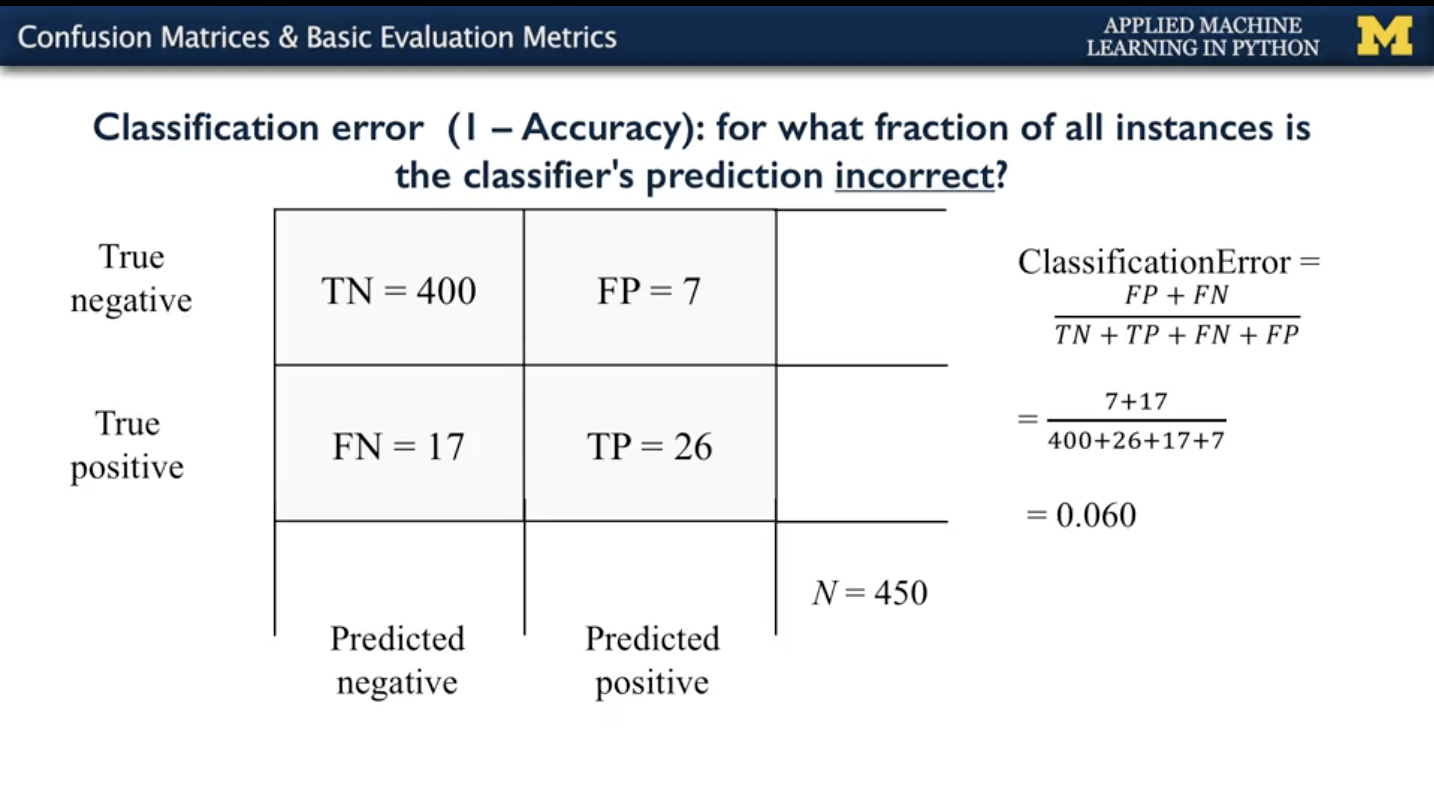 Confusion Matrices & Basic Evaluation Metrics
APPLIED MACHINE
LEARNING IN PYTHON
M
Classification error (1 – Accuracy): for what fraction of all instances is
the classifier's prediction incorrect?
True
negative
TN = 400
FP = 7
True
positive
FN = 17
TP = 26
Predicted
negative
Predicted
positive
N = 450
ClassificationError =
FP + FN
TN + TP + FN + FP
=
7+17
400+26+17+7
= 0.060